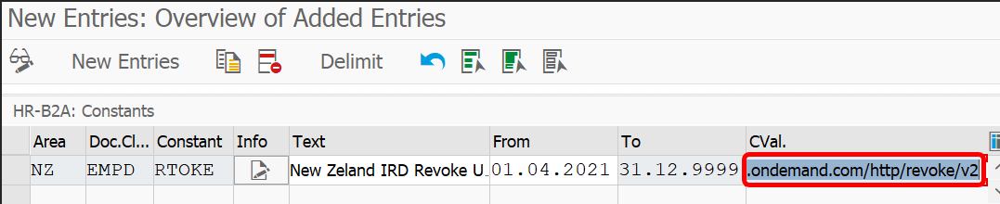 New Entries: Overview of Added Entries
New Entries Delimit
HR-B2A: Constants
Area Doc.Cl... Constant Info Text From To CVal.
NZ EMPD RTOKE New Zeland IRD Revoke U... 01.04.2021 31.12.9999 .ondemand.com/http/revoke/v2